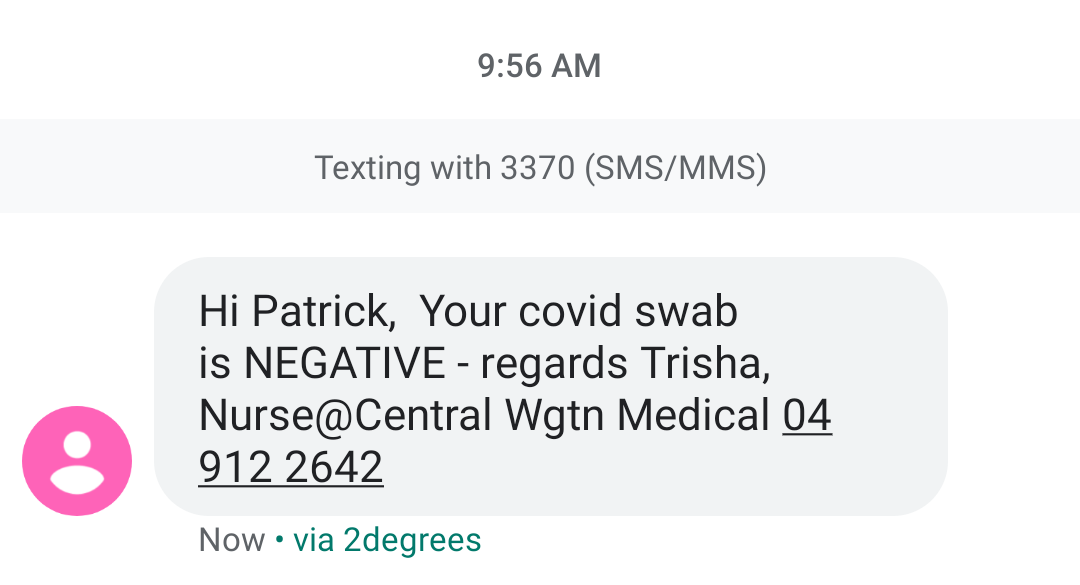 9:56 AM
Texting with 3370 (SMS/MMS)
Hi Patrick,  Your covid swab
is NEGATIVE - regards Trisha,
Nurse@Central Wgtn Medical 04
912 2642
Now • via 2degrees